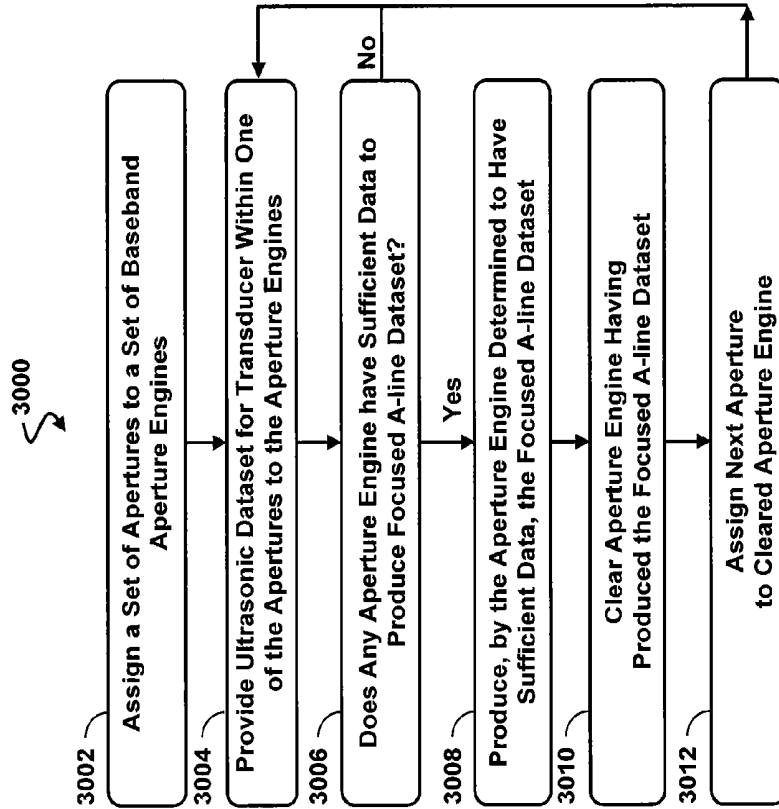 3000
3002
Assign a Set of Apertures to a Set of Baseband
Aperture Engines
3004
Provide Ultrasonic Dataset for Transducer Within One
of the Apertures to the Aperture Engines
3006
Does Any Aperture Engine have Sufficient Data to
Produce Focused A-line Dataset?
No
Yes
3008
Produce, by the Aperture Engine Determined to Have
Sufficient Data, the Focused A-line Dataset
3010
Clear Aperture Engine Having
Produced the Focused A-line Dataset
3012
Assign Next Aperture
to Cleared Aperture Engine